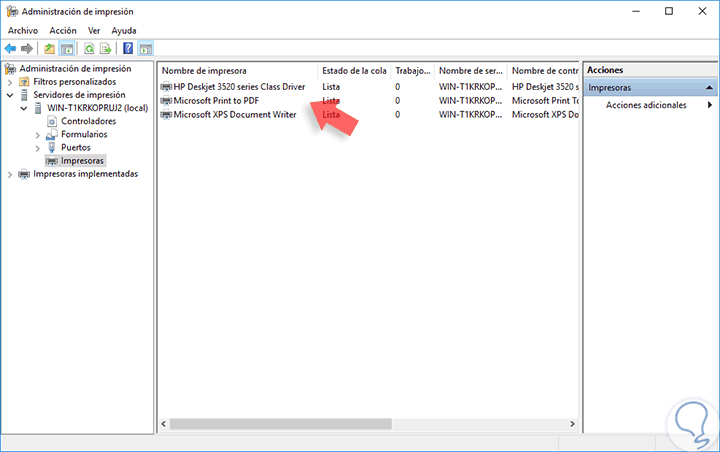 Administración de impresión
Archivo Acción Ver Ayuda
Administración de impresión
Filtros personalizados
Servidores de impresión
WIN-T1KRKOPRUJ2 (local)
Controladores
Formularios
Puertos
Impresoras
Impresoras implementadas
Nombre de impresora Estado de la cola Trabajo... Nombre de ser... Nombre de contr
HP Deskjet 3520 series Class Driver Lista 0 WIN-T1KRKOP... HP Deskjet 3520 s
Microsoft Print to PDF Lista 0 WIN-T1KRKOP... Microsoft Print To
Microsoft XPS Document Writer Lista 0 WIN-T1KRKOP... Microsoft XPS Do
Acciones
Impresoras
Acciones adicionales